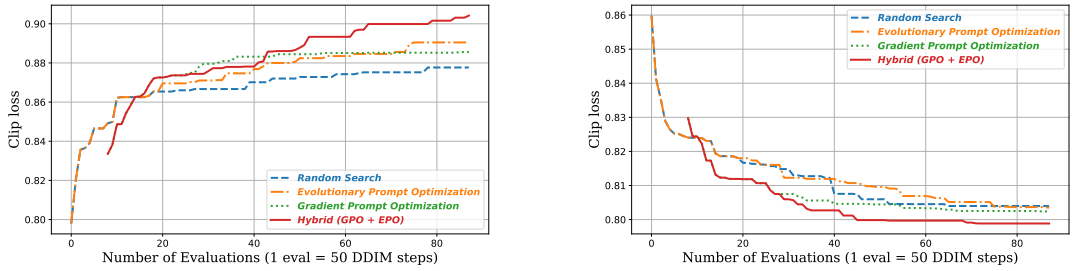 Clip loss
0.90
0.88
0.86
0.84
0.82
0.80
0
20
40
60
80
Number of Evaluations (1 eval = 50 DDIM steps)
Random Search
Evolutionary Prompt Optimization
Gradient Prompt Optimization
Hybrid (GPO + EPO)
Clip loss
0.86
0.85
0.84
0.83
0.82
0.81
0.80
0
20
40
60
80
Number of Evaluations (1 eval = 50 DDIM steps)
Random Search
Evolutionary Prompt Optimization
Gradient Prompt Optimization
Hybrid (GPO + EPO)